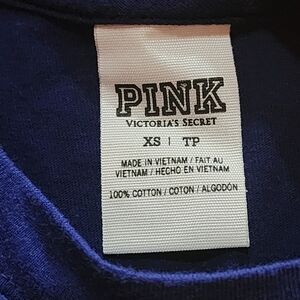 PINK
VICTORIA'S SECRET
XS | TP
MADE IN VIETNAM / FAIT AU
VIETNAM / HECHO EN VIETNAM
100% COTTON / COTON / ALGODÓN